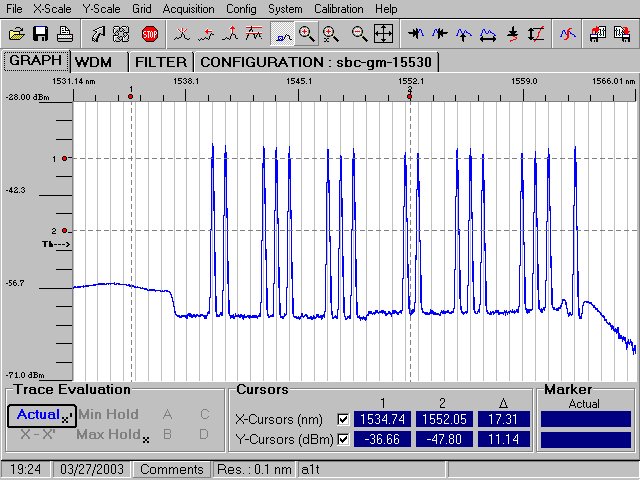 File X-Scale Y-Scale Grid Acquisition Config System Calibration Help
STOP
GRAPH WDM FILTER CONFIGURATION : sbc-gm-15530
1531.14 nm 1538.1 1545.1 1552.1 1559.0 1566.01 nm
1 2
-28.00 dBm
1
-42.3
2
Th--->
-56.7
-71.0 dBm
Trace Evaluation Cursors Marker
1 2 Δ Actual
Actual Min Hold A C
X-Cursors (nm) 1534.74 1552.05 17.31
X - X' Max Hold B D
Y-Cursors (dBm) -36.66 -47.80 11.14
19:24 03/27/2003 Comments Res.: 0.1 nm a1t